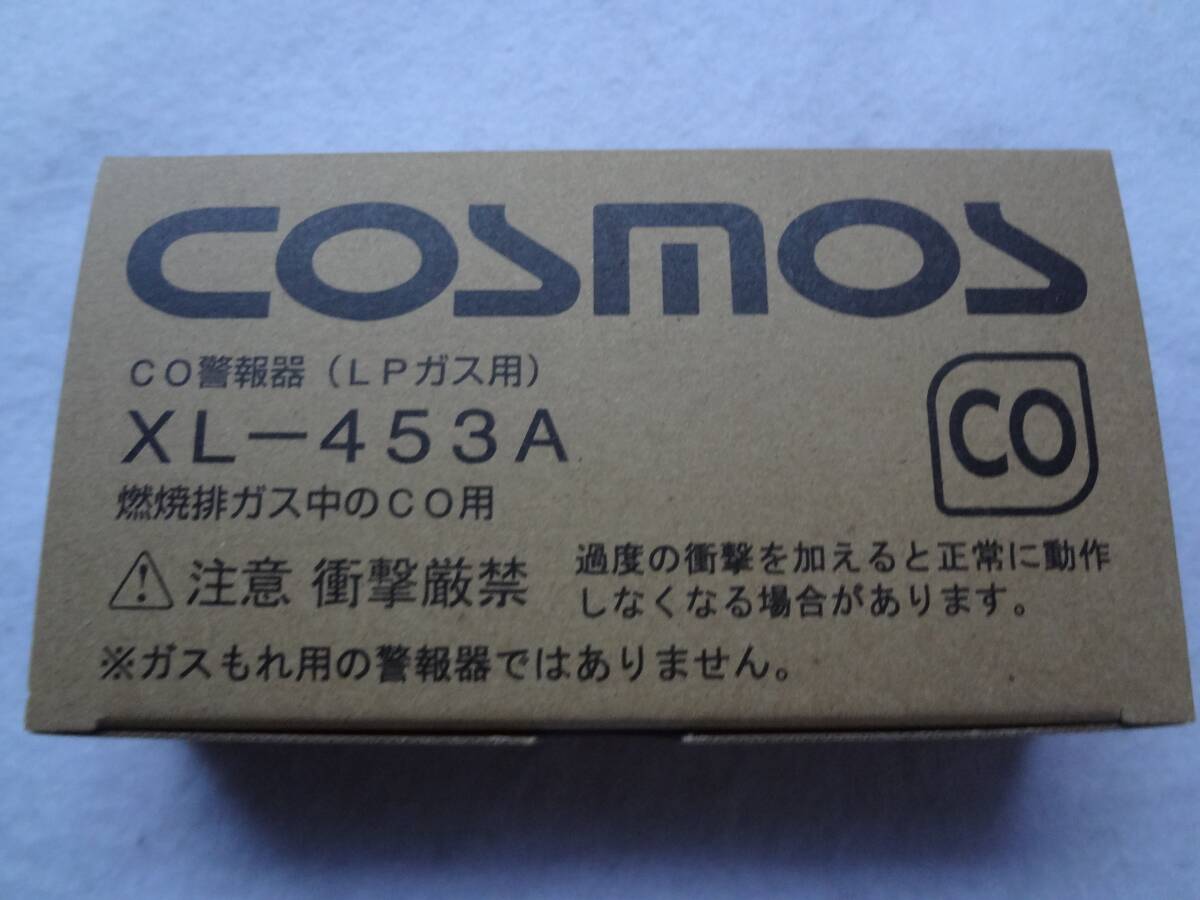 COSMOS
CO警報器（LPガス用）
XL－453A
CO
燃焼排ガス中のCO用
注意 衝撃厳禁
過度の衝撃を加えると正常に動作
しなくなる場合があります。
※ガスもれ用の警報器ではありません。